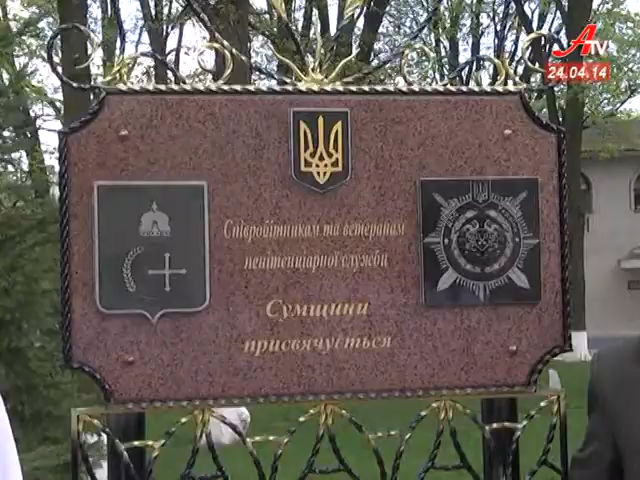 ATV
24.04.14
Співробітникам та ветеранам
пенітенціарної служби
Сумщини
присвячується